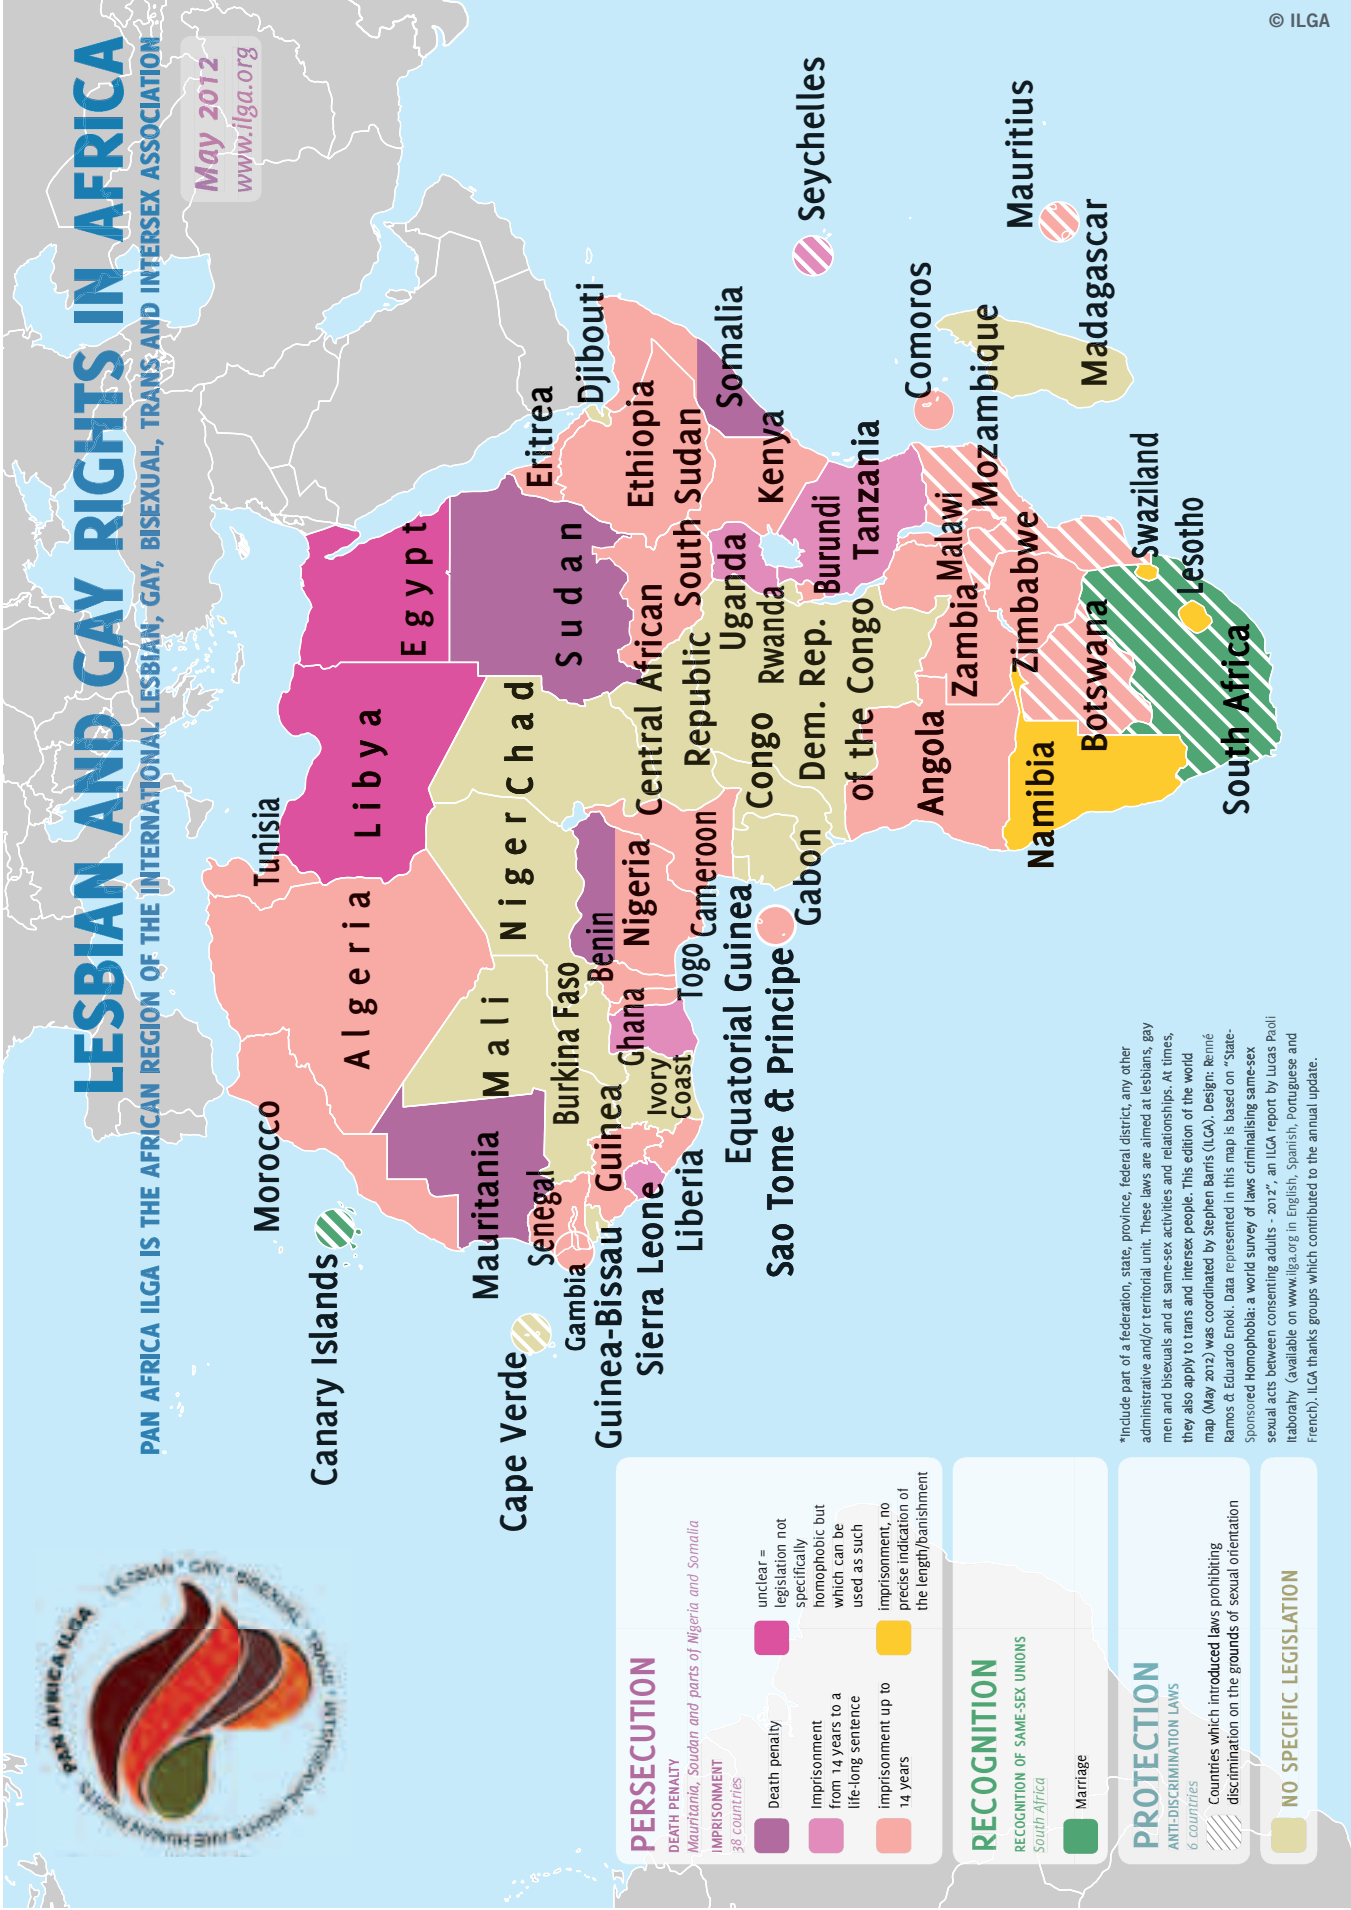 LESBIAN AND GAY RIGHTS IN AFRICA
PAN AFRICA ILGA IS THE AFRICAN REGION OF THE INTERNATIONAL LESBIAN, GAY, BISEXUAL, TRANS AND INTERSEX ASSOCIATION
May 2012
www.ilga.org
PAN AFRICA ILGA
LESBIAN * GAY * BISEXUAL * TRANS * INTERSEXUAL RIGHTS ARE HUMAN RIGHTS
Tunisia
Morocco
Canary Islands
Algeria
Libya
Egypt
Mauritania
Mali
Niger
Chad
Sudan
Eritrea
Djibouti
Cape Verde
Senegal
Gambia
Guinea-Bissau
Guinea
Sierra Leone
Liberia
Burkina Faso
Ivory
Coast
Ghana
Benin
Togo
Nigeria
Cameroon
Central African
Republic
South Sudan
Ethiopia
Somalia
Equatorial Guinea
Sao Tome & Principe
Gabon
Congo
Dem. Rep.
of the Congo
Uganda
Rwanda
Burundi
Kenya
Tanzania
Seychelles
Comoros
Angola
Zambia
Malawi
Mozambique
Zimbabwe
Mauritius
Madagascar
Namibia
Botswana
Swaziland
Lesotho
South Africa
PERSECUTION
DEATH PENALTY
Mauritania, Soudan and parts of Nigeria and Somalia
IMPRISONMENT
38 countries
Death penalty
Imprisonment
from 14 years to a
life-long sentence
imprisonment up to
14 years
unclear =
legislation not
specifically
homophobic but
which can be
used as such
imprisonment, no
precise indication of
the length/banishment
RECOGNITION
RECOGNITION OF SAME-SEX UNIONS
South Africa
Marriage
PROTECTION
ANTI-DISCRIMINATION LAWS
6 countries
Countries which introduced laws prohibiting
discrimination on the grounds of sexual orientation
NO SPECIFIC LEGISLATION
*Include part of a federation, state, province, federal district, any other
administrative and/or territorial unit. These laws are aimed at lesbians, gay
men and bisexuals and at same-sex activities and relationships. At times,
they also apply to trans and intersex people. This edition of the world
map (May 2012) was coordinated by Stephen Barris (ILGA). Design: Renné
Ramos & Eduardo Enoki. Data represented in this map is based on "State-
Sponsored Homophobia: a world survey of laws criminalising same-sex
sexual acts between consenting adults - 2012", an ILGA report by Lucas Paoli
Itaborahy (available on www.ilga.org in English, Spanish, Portuguese and
French). ILGA thanks groups which contributed to the annual update.
© ILGA